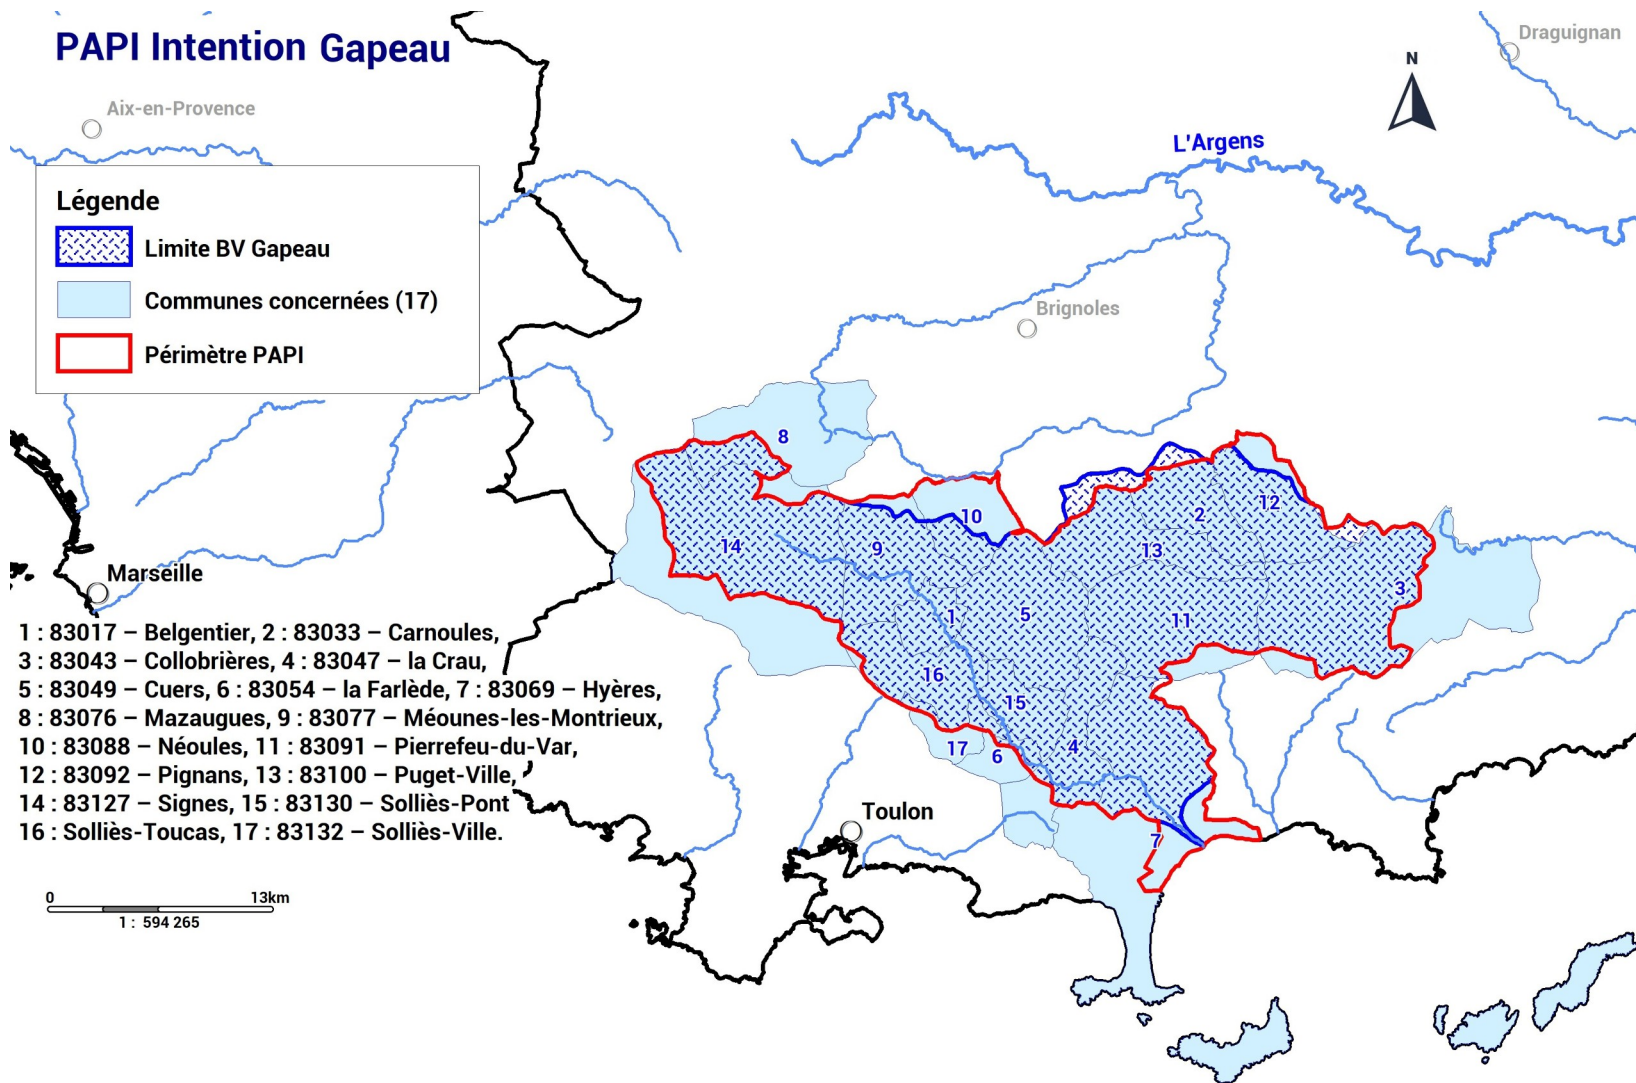 PAPI Intention Gapeau
Draguignan
N
Aix-en-Provence
L'Argens
Légende
Limite BV Gapeau
Communes concernées (17)
Périmètre PAPI
Brignoles
8
10
12
2
14
9
13
3
Marseille
1
5
11
16
15
17
6
4
7
Toulon
1 : 83017 – Belgentier, 2 : 83033 – Carnoules,
3 : 83043 – Collobrières, 4 : 83047 – la Crau,
5 : 83049 – Cuers, 6 : 83054 – la Farlède, 7 : 83069 – Hyères,
8 : 83076 – Mazaugues, 9 : 83077 – Méounes-les-Montrieux,
10 : 83088 – Néoules, 11 : 83091 – Pierrefeu-du-Var,
12 : 83092 – Pignans, 13 : 83100 – Puget-Ville,
14 : 83127 – Signes, 15 : 83130 – Solliès-Pont
16 : Solliès-Toucas, 17 : 83132 – Solliès-Ville.
0 13km
1 : 594 265